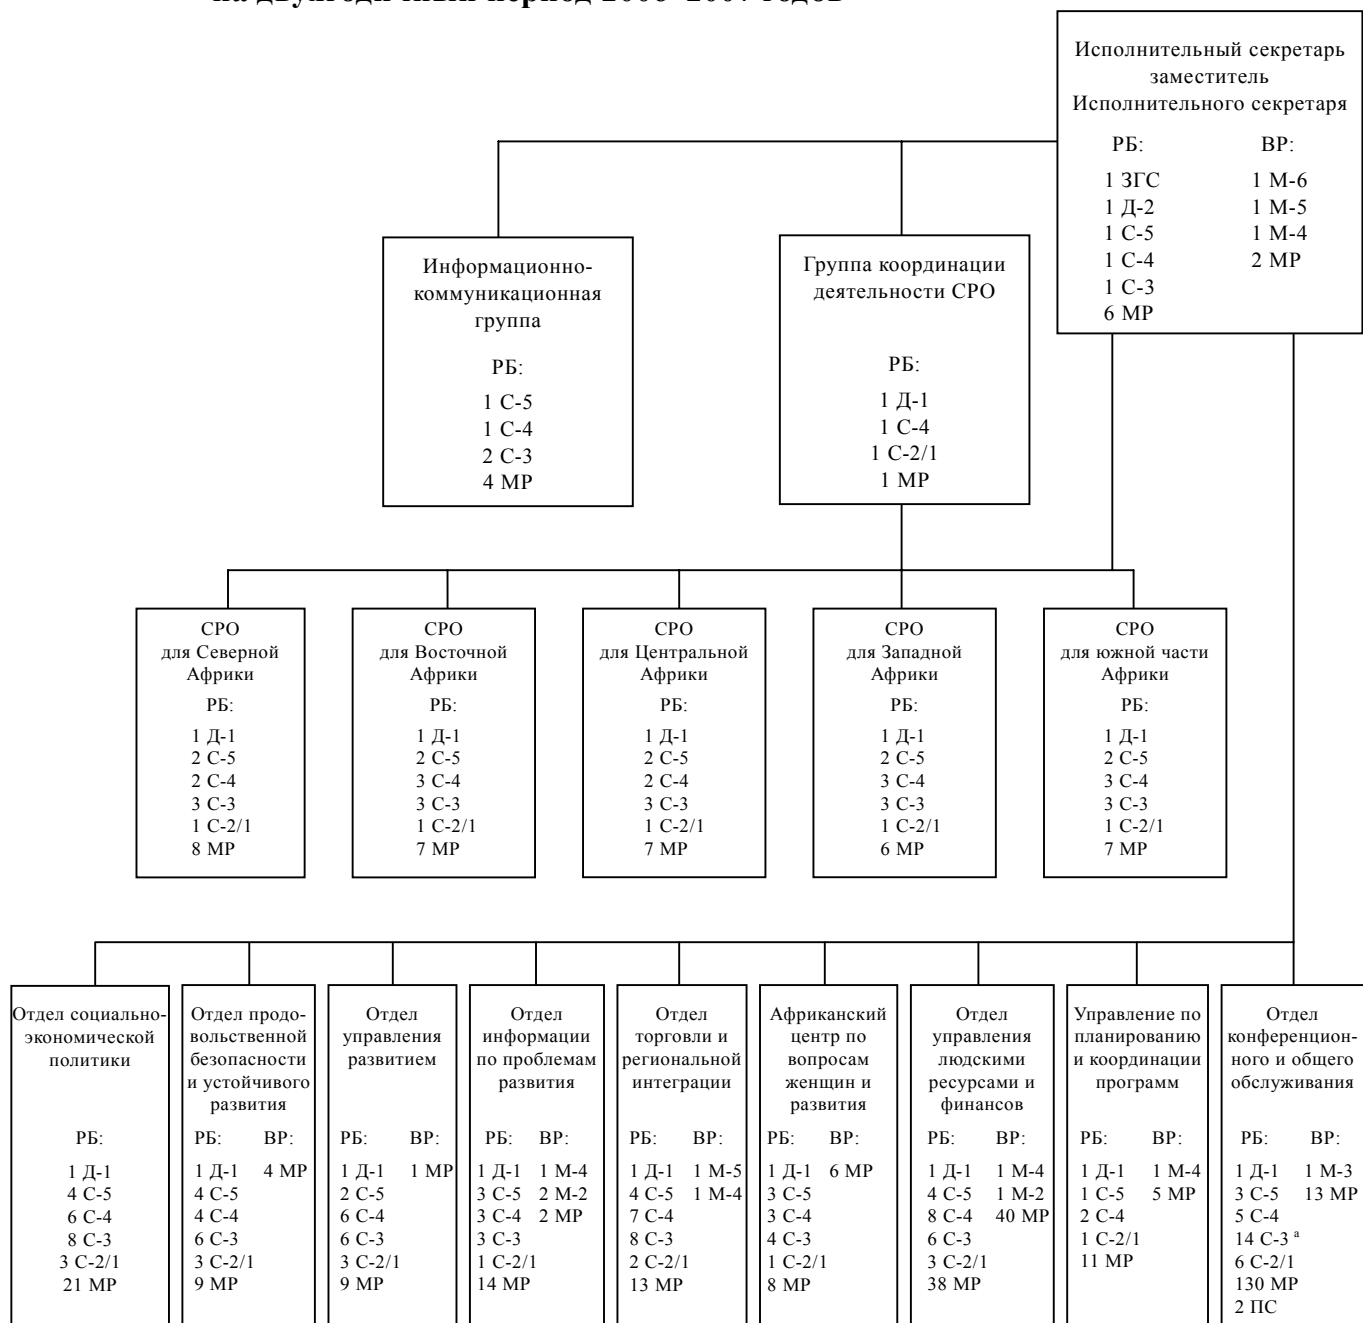 на двухгодичный период 2006–2007 годов
Исполнительный секретарь
заместитель
Исполнительного секретаря
РБ: ВР:
1 ЗГС 1 М-6
1 Д-2 1 М-5
1 С-5 1 М-4
1 С-4 2 МР
1 С-3
6 МР
Информационно-
коммуникационная
группа
РБ:
1 С-5
1 С-4
2 С-3
4 МР
Группа координации
деятельности СРО
РБ:
1 Д-1
1 С-4
1 С-2/1
1 МР
СРО
для Северной
Африки
РБ:
1 Д-1
2 С-5
2 С-4
3 С-3
1 С-2/1
8 МР
СРО
для Восточной
Африки
РБ:
1 Д-1
2 С-5
3 С-4
3 С-3
1 С-2/1
7 МР
СРО
для Центральной
Африки
РБ:
1 Д-1
2 С-5
2 С-4
3 С-3
1 С-2/1
7 МР
СРО
для Западной
Африки
РБ:
1 Д-1
2 С-5
3 С-4
3 С-3
1 С-2/1
6 МР
СРО
для южной части
Африки
РБ:
1 Д-1
2 С-5
3 С-4
3 С-3
1 С-2/1
7 МР
Отдел социально-
экономической
политики
РБ:
1 Д-1
4 С-5
6 С-4
8 С-3
3 С-2/1
21 МР
Отдел продо-
вольственной
безопасности
и устойчивого
развития
РБ: ВР:
1 Д-1 4 МР
4 С-5
4 С-4
6 С-3
3 С-2/1
9 МР
Отдел
управления
развитием
РБ: ВР:
1 Д-1 1 МР
2 С-5
6 С-4
6 С-3
3 С-2/1
9 МР
Отдел
информации
по проблемам
развития
РБ: ВР:
1 Д-1 1 М-4
3 С-5 2 М-2
3 С-4 2 МР
3 С-3
1 С-2/1
14 МР
Отдел
торговли и
региональной
интеграции
РБ: ВР:
1 Д-1 1 М-5
4 С-5 1 М-4
7 С-4
8 С-3
2 С-2/1
13 МР
Африканский
центр по
вопросам
женщин и
развития
РБ: ВР:
1 Д-1 6 МР
3 С-5
3 С-4
4 С-3
1 С-2/1
8 МР
Отдел
управления
людскими
ресурсами и
финансов
РБ: ВР:
1 Д-1 1 М-4
4 С-5 1 М-2
8 С-4 40 МР
6 С-3
3 С-2/1
38 МР
Управление по
планированию
и координации
программ
РБ: ВР:
1 Д-1 1 М-4
1 С-5 5 МР
2 С-4
1 С-2/1
11 МР
Отдел
конференцион-
ного и общего
обслуживания
РБ: ВР:
1 Д-1 1 М-3
3 С-5 13 МР
5 С-4
14 С-3 ª
6 С-2/1
130 МР
2 ПС